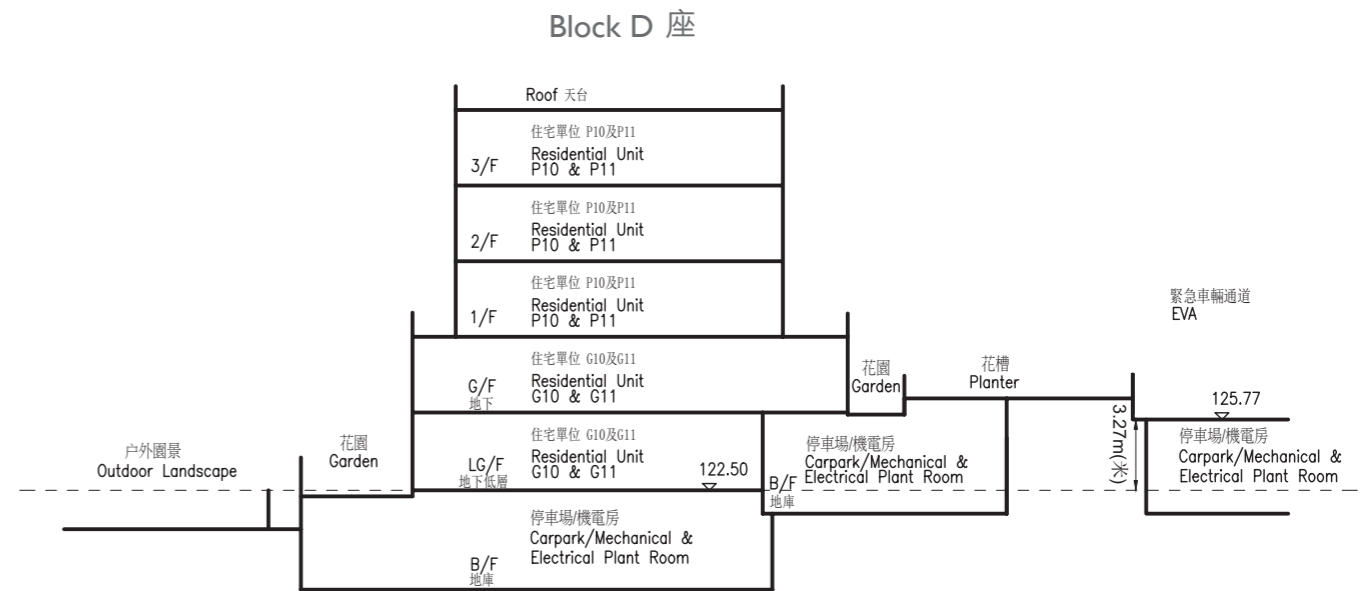 Block D 座
Roof 天台
住宅單位 P10及P11
3/F
Residential Unit
P10 & P11
住宅單位 P10及P11
2/F
Residential Unit
P10 & P11
住宅單位 P10及P11
1/F
Residential Unit
P10 & P11
緊急車輛通道
EVA
住宅單位 G10及G11
G/F
地下
Residential Unit
G10 & G11
花園
Garden
花槽
Planter
125.77
3.27m(米)
户外園景
Outdoor Landscape
花園
Garden
住宅單位 G10及G11
LG/F
地下低層
Residential Unit
G10 & G11
122.50
B/F
地庫
停車場/機電房
Carpark/Mechanical &
Electrical Plant Room
停車場/機電房
Carpark/Mechanical &
Electrical Plant Room
停車場/機電房
Carpark/Mechanical &
Electrical Plant Room
B/F
地庫